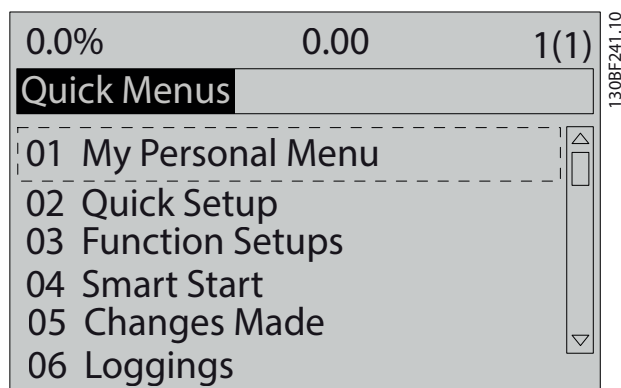 0.0% 0.00 1(1)
Quick Menus
01 My Personal Menu
02 Quick Setup
03 Function Setups
04 Smart Start
05 Changes Made
06 Loggings
130BF241.10